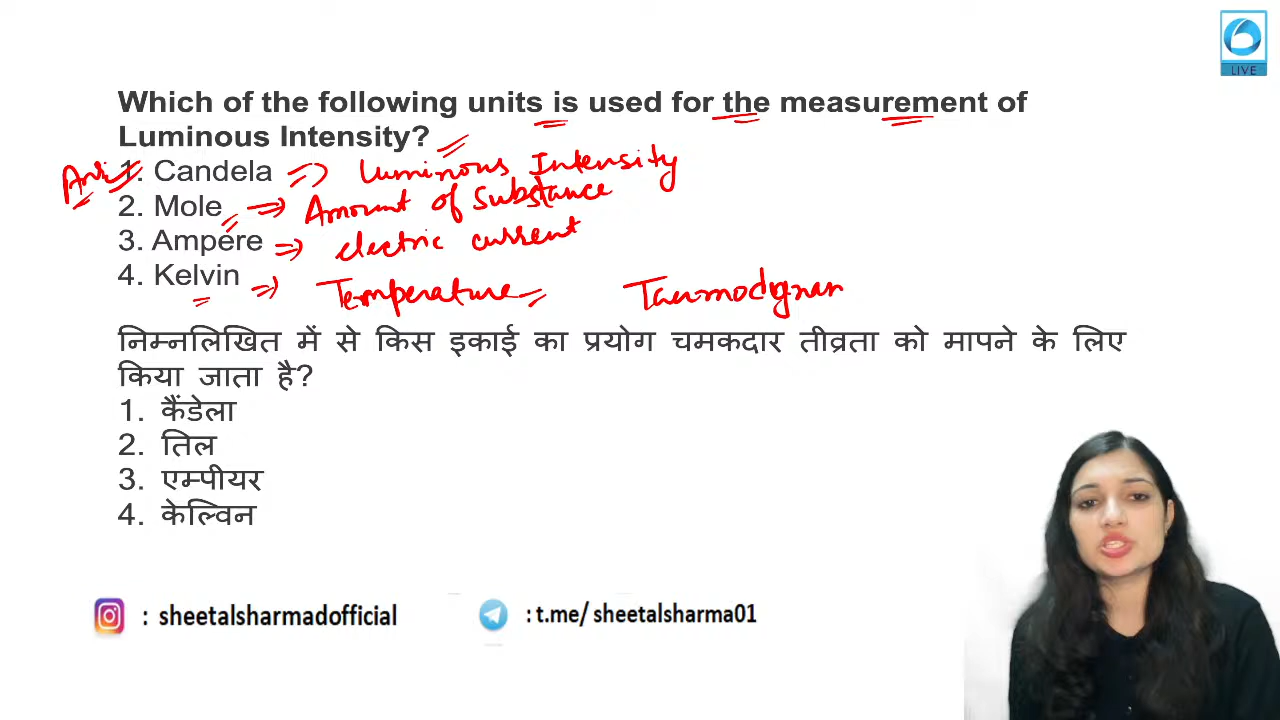 LIVE
Which of the following units is used for the measurement of
Luminous Intensity?
Ans 1. Candela => Luminous Intensity
2. Mole => Amount of Substance
3. Ampere => electric current
4. Kelvin => Temperature
निम्नलिखित में से किस इकाई का प्रयोग चमकदार तीव्रता को मापने के लिए
किया जाता है?
1. कैंडेला
2. तिल
3. एम्पीयर
4. केल्विन
: sheetalsharmadofficial
: t.me/ sheetalsharma01